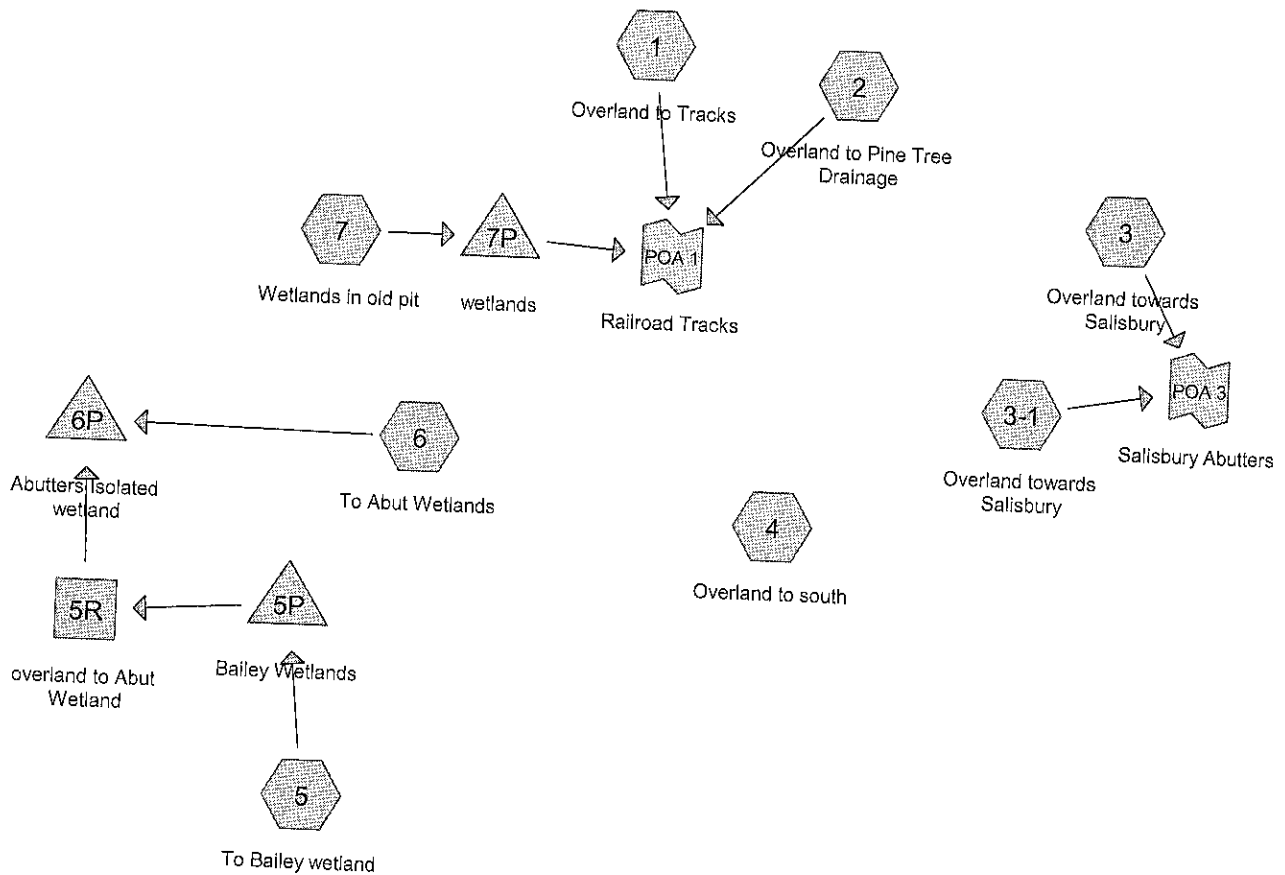 1
Overland to Tracks
2
Overland to Pine Tree
Drainage
7
Wetlands in old pit
7P
wetlands
POA 1
Railroad Tracks
3
Overland towards
Salisbury
POA 3
Salisbury Abutters
3-1
Overland towards
Salisbury
6P
Abutters Isolated
wetland
6
To Abut Wetlands
4
Overland to south
5R
overland to Abut
Wetland
5P
Bailey Wetlands
5
To Bailey wetland